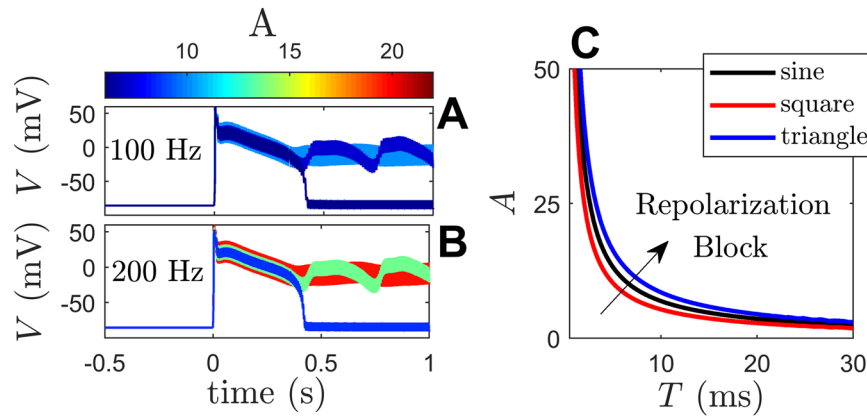 A
10 15 20
A
50
0
-50
V (mV)
100 Hz
B
50
0
-50
V (mV)
200 Hz
-0.5 0 0.5 1
time (s)
C
sine
square
triangle
50
25
0
A
Repolarization
Block
10 20 30
T (ms)